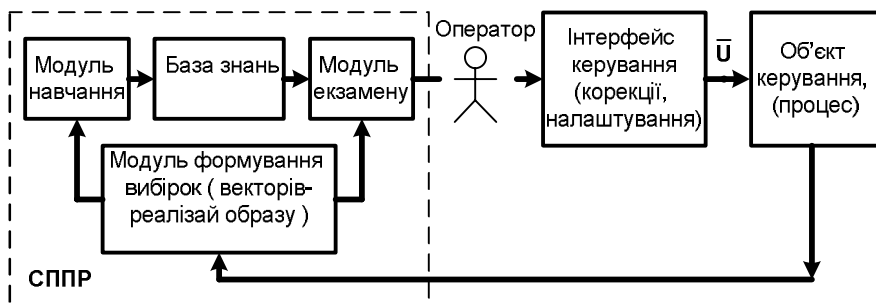 Модуль
навчання
База знань
Модуль
екзамену
Оператор
Інтерфейс
керування
(корекції,
налаштування)
Ū
Об'єкт
керування,
(процес)
Модуль формування
вибірок ( векторів-
реалізай образу )
СППР